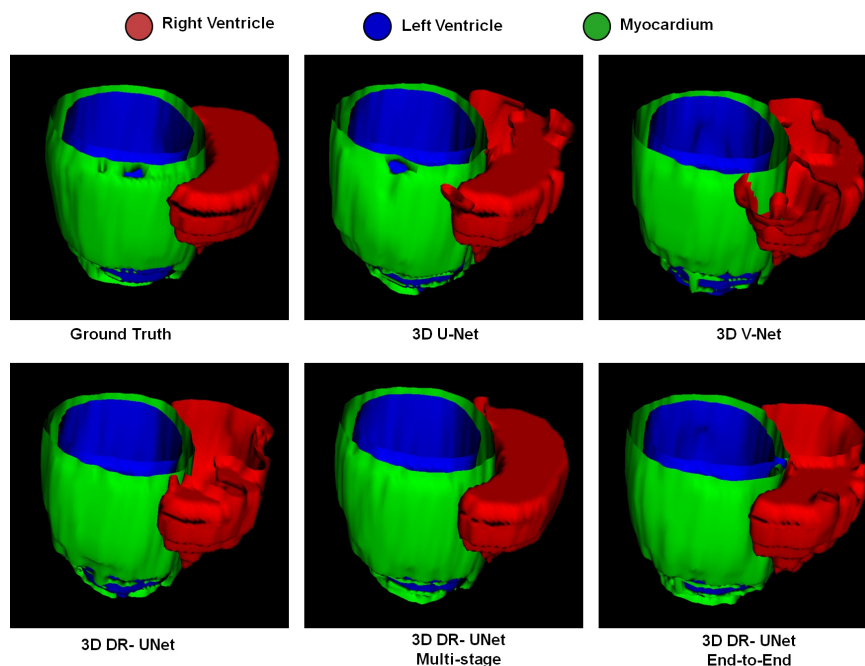 Right Ventricle
Left Ventricle
Myocardium
Ground Truth
3D U-Net
3D V-Net
3D DR- UNet
3D DR- UNet
Multi-stage
3D DR- UNet
End-to-End